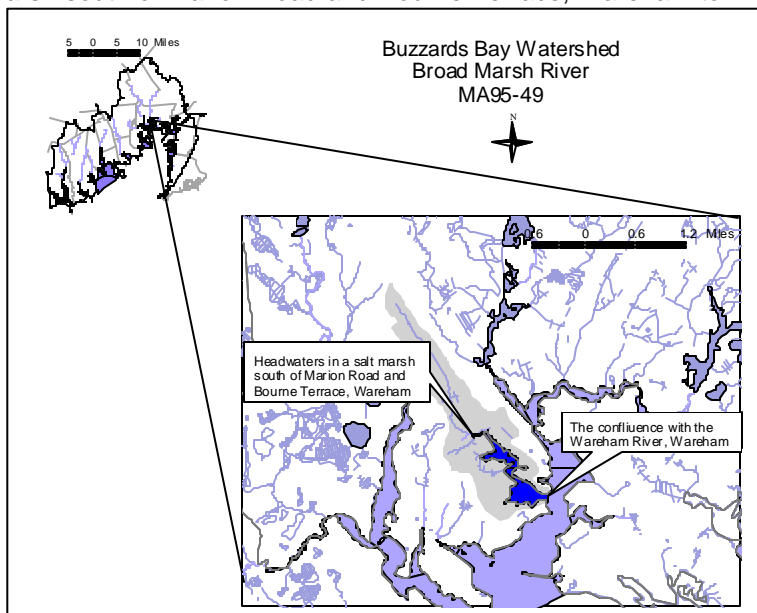 5 0 5 10 Miles
Buzzards Bay Watershed
Broad Marsh River
MA95-49
N
0.6 0 0.6 1.2 Miles
Headwaters in a salt marsh
south of Marion Road and
Bourne Terrace, Wareham
The confluence with the
Wareham River, Wareham